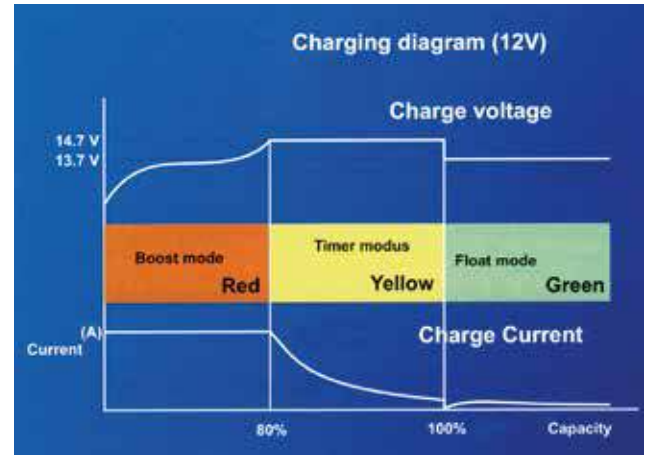 Charging diagram (12V)
Charge voltage
14.7 V
13.7 V
Boost mode
Red
Timer modus
Yellow
Float mode
Green
(A)
Current
Charge Current
80%
100%
Capacity